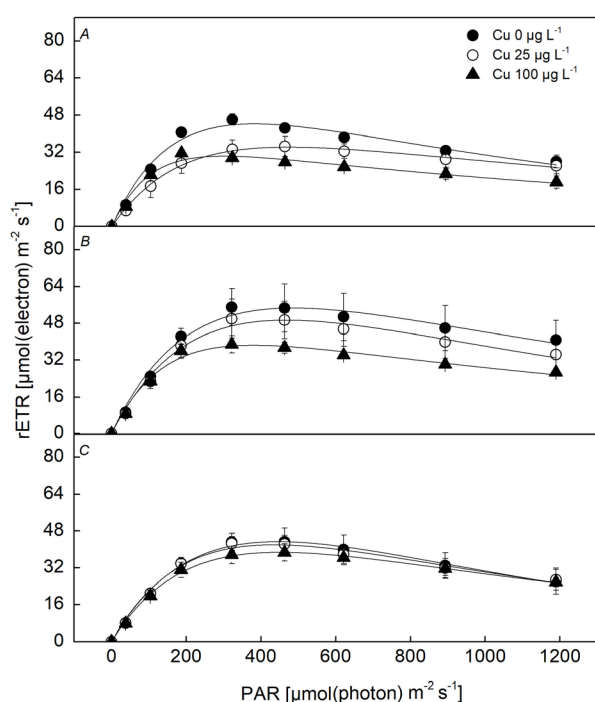 A
Cu 0 µg L⁻¹
Cu 25 µg L⁻¹
Cu 100 µg L⁻¹
80
64
48
32
16
0
B
80
64
48
32
16
0
C
80
64
48
32
16
0
rETR [µmol(electron) m⁻² s⁻¹]
0 200 400 600 800 1000 1200
PAR [µmol(photon) m⁻² s⁻¹]